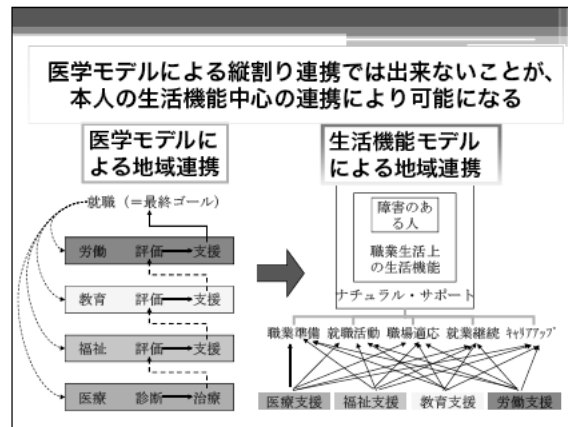 医学モデルによる縦割り連携では出来ないことが、
本人の生活機能中心の連携により可能になる
医学モデルに
よる地域連携
就職（＝最終ゴール）
労働 評価 支援
教育 評価 支援
福祉 評価 支援
医療 診断 治療
生活機能モデル
による地域連携
障害のあ
る人
職業生活上
の生活機能
ナチュラル・サポート
職業準備 就職活動 職場適応 就業継続 ｷｬﾘｱｱｯﾌﾟ
医療支援 福祉支援 教育支援 労働支援